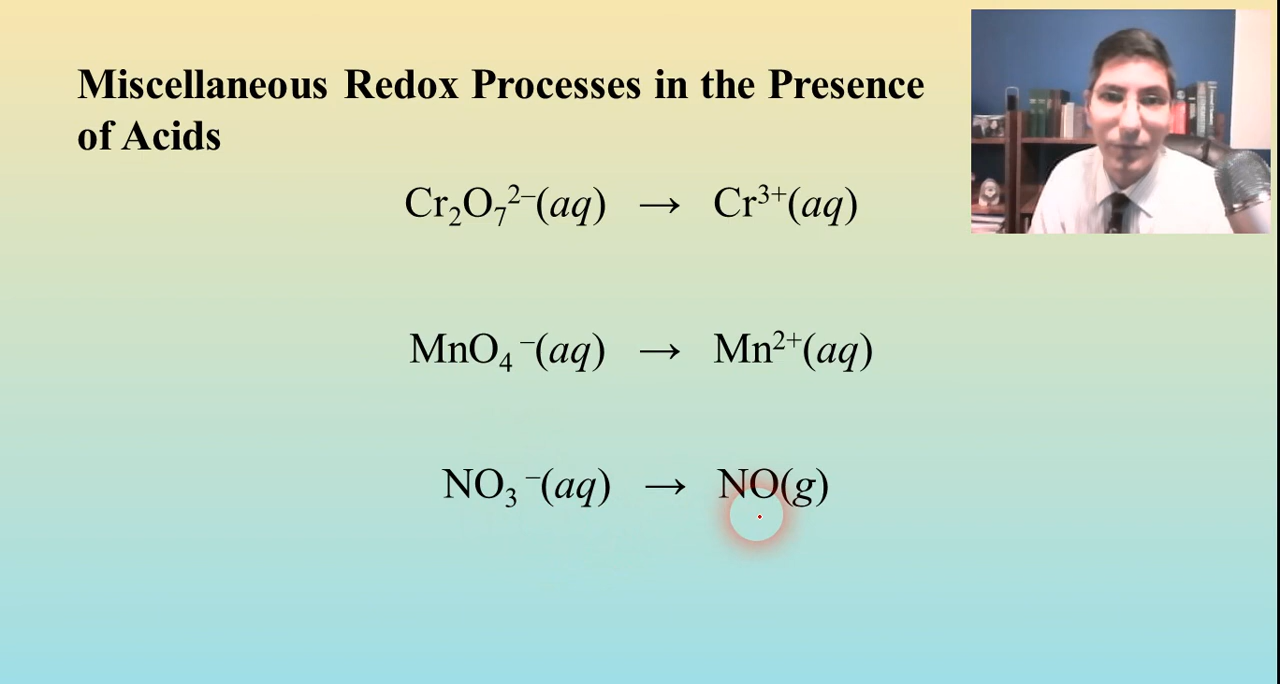 Miscellaneous Redox Processes in the Presence
of Acids
Cr₂O₇²⁻(aq) → Cr³⁺(aq)
MnO₄⁻(aq) → Mn²⁺(aq)
NO₃⁻(aq) → NO(g)